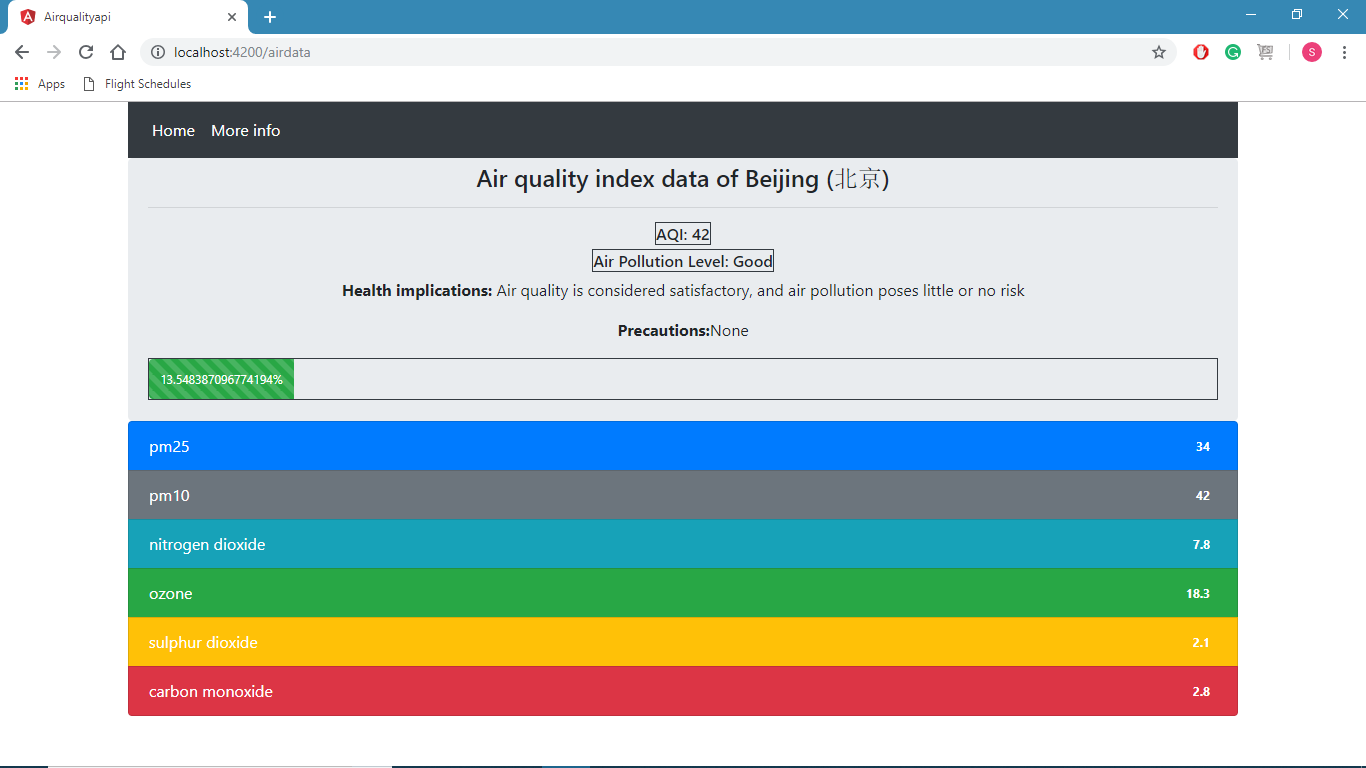 Airqualityapi
localhost:4200/airdata
S
Apps Flight Schedules
Home More info
Air quality index data of Beijing (北京)
AQI: 42
Air Pollution Level: Good
Health implications: Air quality is considered satisfactory, and air pollution poses little or no risk
Precautions:None
13.548387096774194%
pm25 34
pm10 42
nitrogen dioxide 7.8
ozone 18.3
sulphur dioxide 2.1
carbon monoxide 2.8